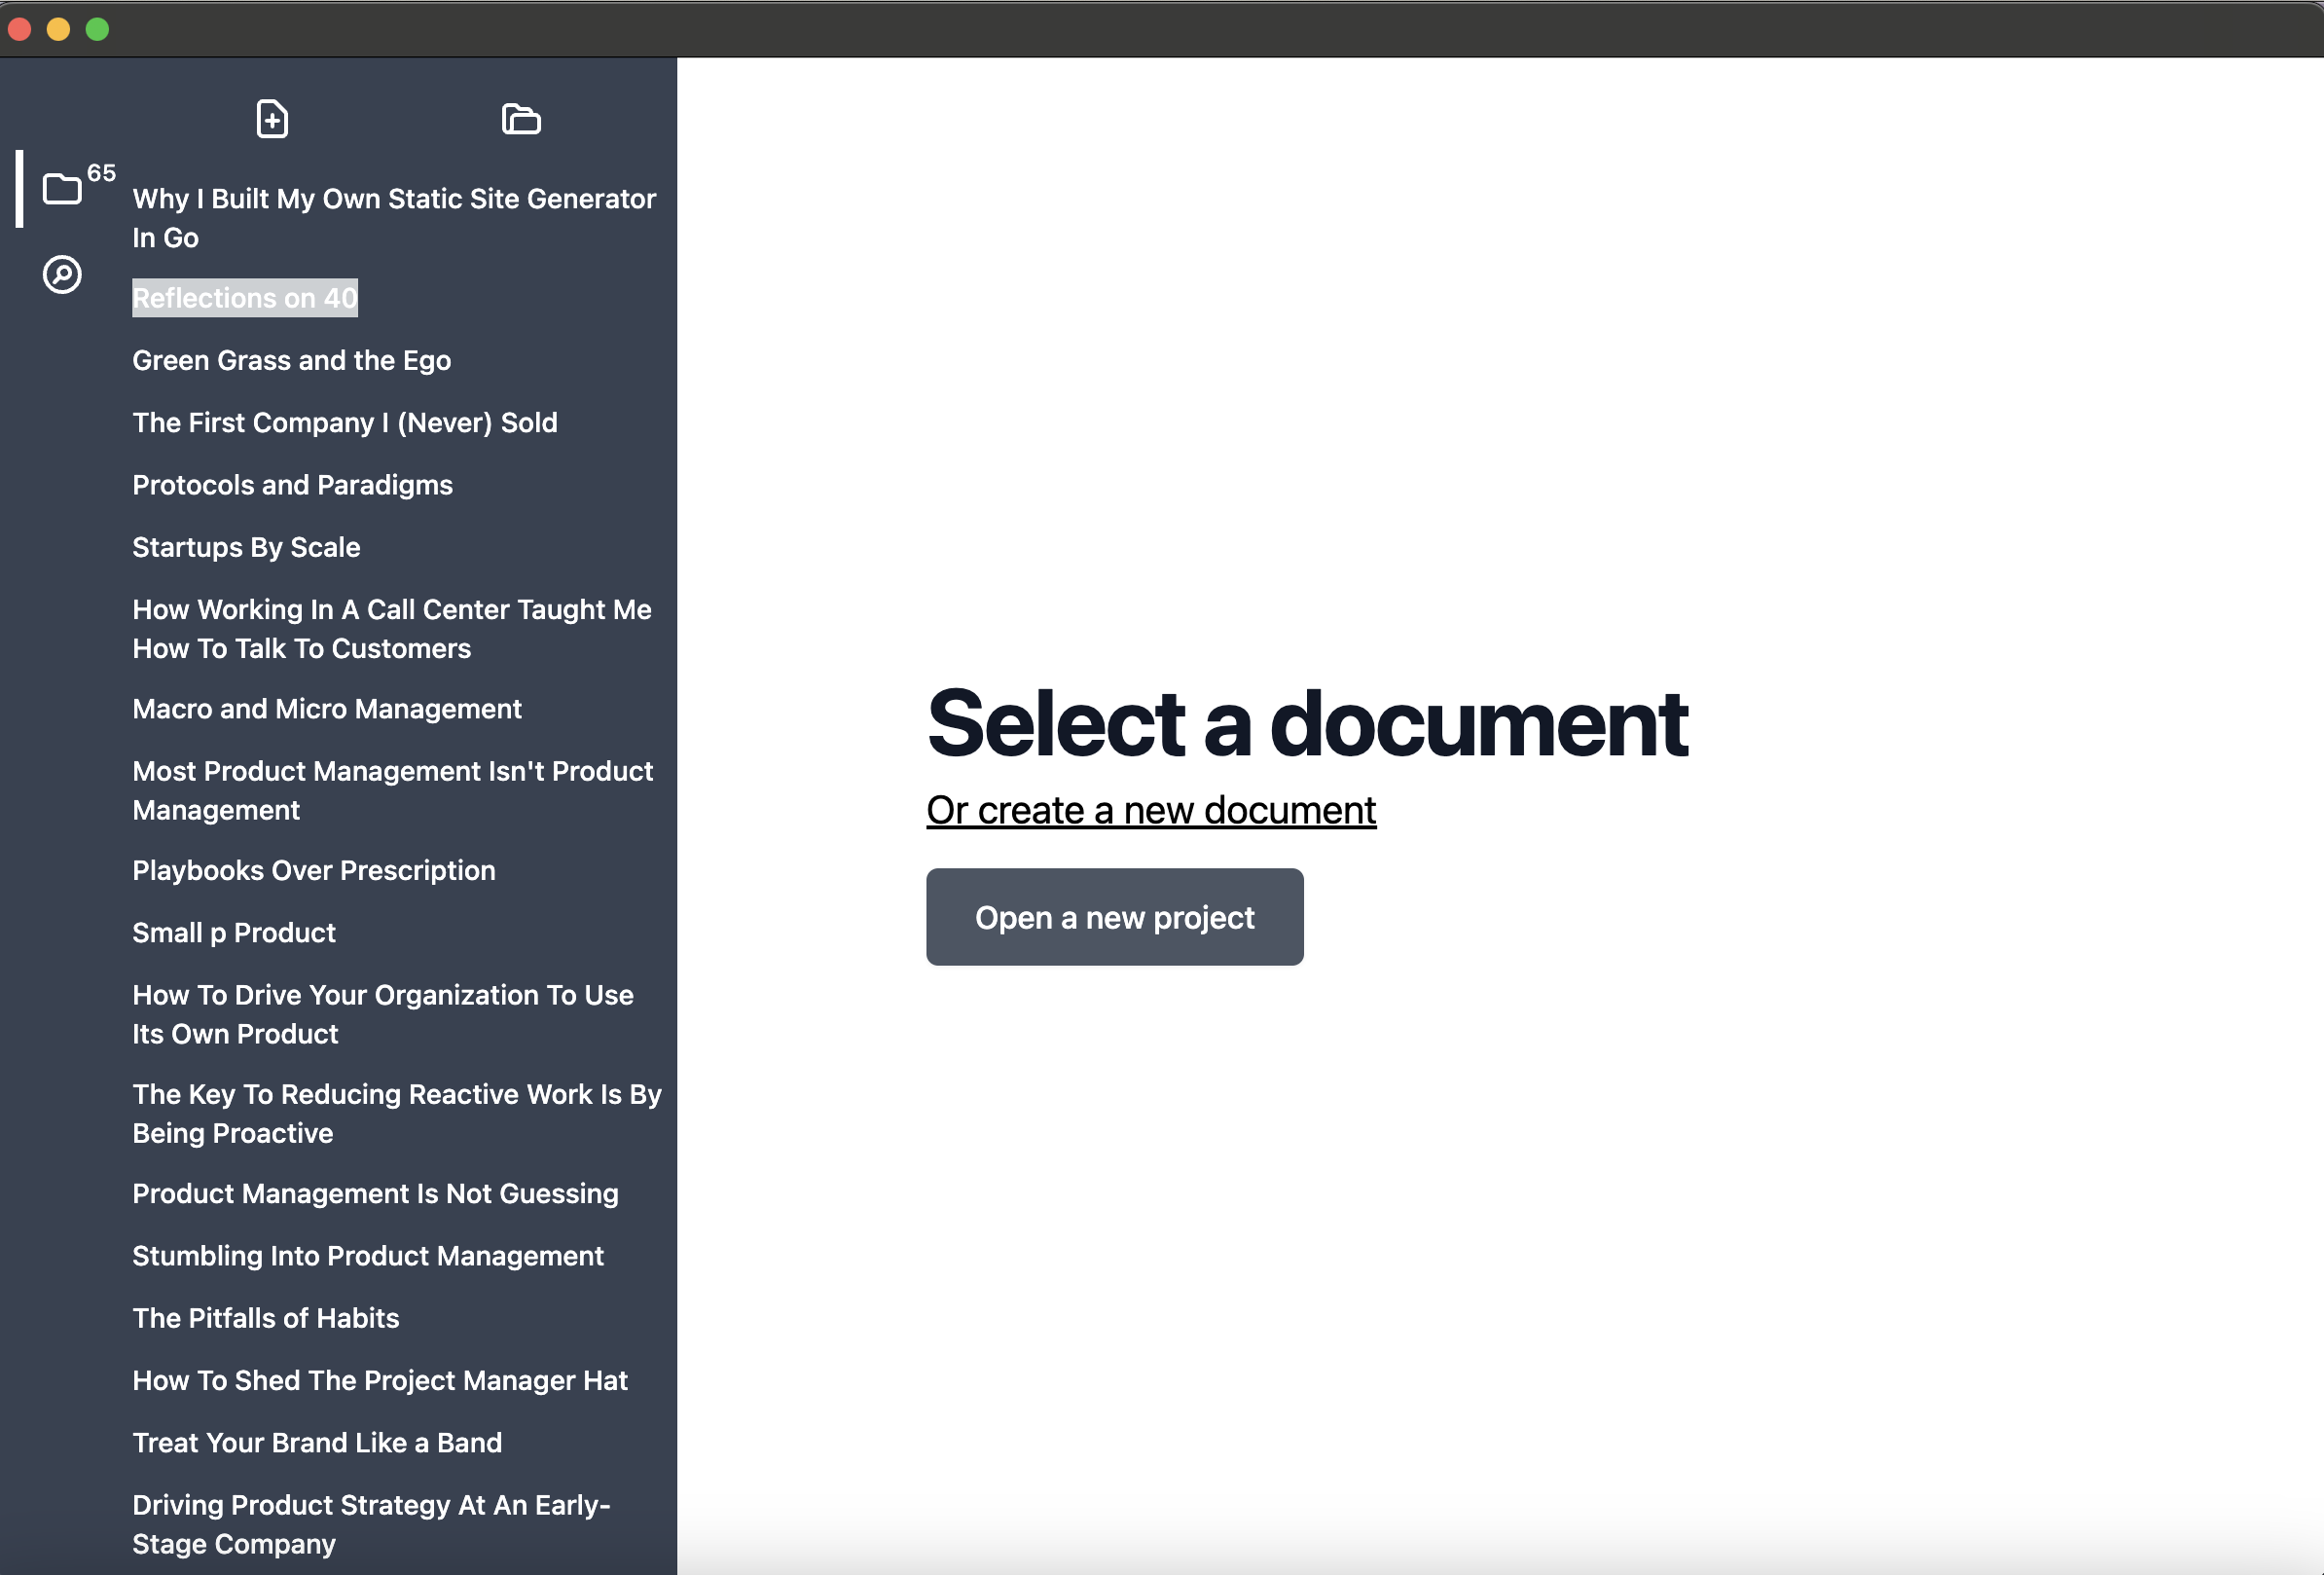 65
Why I Built My Own Static Site Generator
In Go
Reflections on 40
Green Grass and the Ego
The First Company I (Never) Sold
Protocols and Paradigms
Startups By Scale
How Working In A Call Center Taught Me
How To Talk To Customers
Macro and Micro Management
Most Product Management Isn't Product
Management
Playbooks Over Prescription
Small p Product
How To Drive Your Organization To Use
Its Own Product
The Key To Reducing Reactive Work Is By
Being Proactive
Product Management Is Not Guessing
Stumbling Into Product Management
The Pitfalls of Habits
How To Shed The Project Manager Hat
Treat Your Brand Like a Band
Driving Product Strategy At An Early-
Stage Company
Select a document
Or create a new document
Open a new project